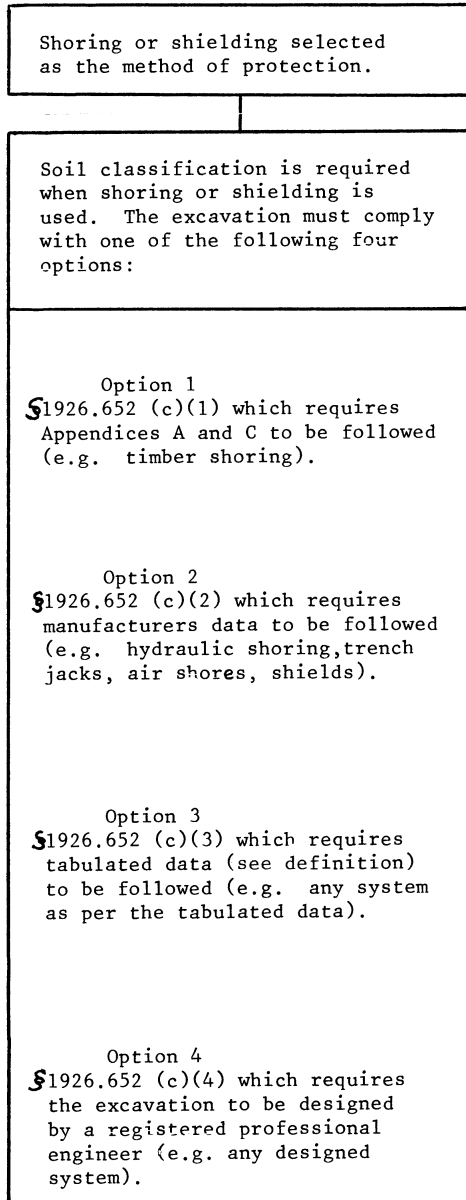 Shoring or shielding selected
as the method of protection.
Soil classification is required
when shoring or shielding is
used. The excavation must comply
with one of the following four
options:
Option 1
§1926.652 (c)(1) which requires
Appendices A and C to be followed
(e.g. timber shoring).
Option 2
§1926.652 (c)(2) which requires
manufacturers data to be followed
(e.g. hydraulic shoring,trench
jacks, air shores, shields).
Option 3
§1926.652 (c)(3) which requires
tabulated data (see definition)
to be followed (e.g. any system
as per the tabulated data).
Option 4
§1926.652 (c)(4) which requires
the excavation to be designed
by a registered professional
engineer (e.g. any designed
system).